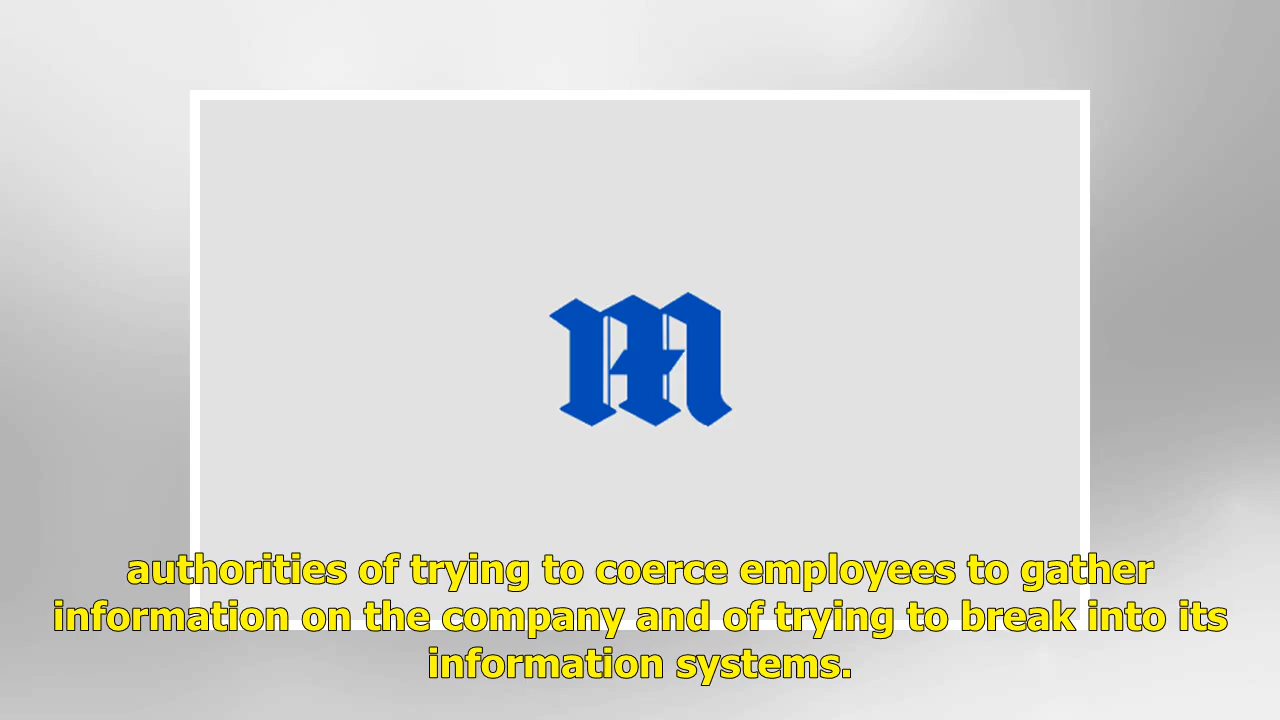 m
authorities of trying to coerce employees to gather
information on the company and of trying to break into its
information systems.